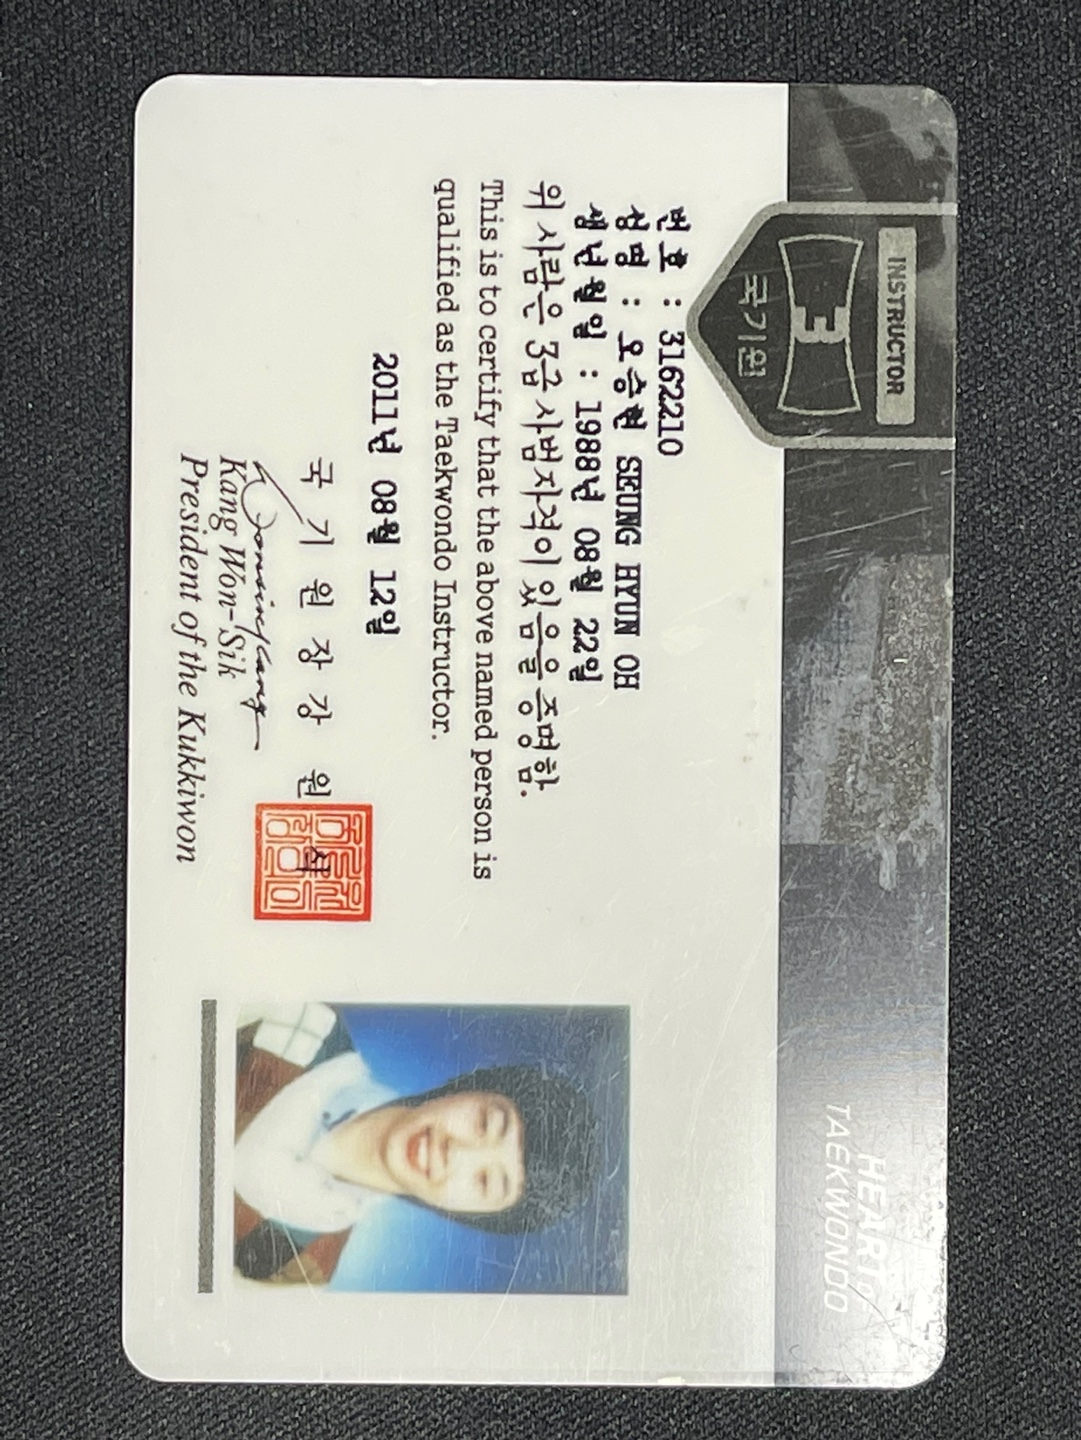 INSTRUCTOR
3
국기원
HEART OF
TAEKWONDO
번호 : 3162210
성명 : 오승현 SEUNG HYUN OH
생년월일 : 1988년 08월 22일
위 사람은 3급 사범자격이 있음을 증명함.
This is to certify that the above named person is
qualified as the Taekwondo Instructor.
2011년 08월 12일
국 기 원 장 강 원 식
Kang Won-Sik
President of the Kukkiwon